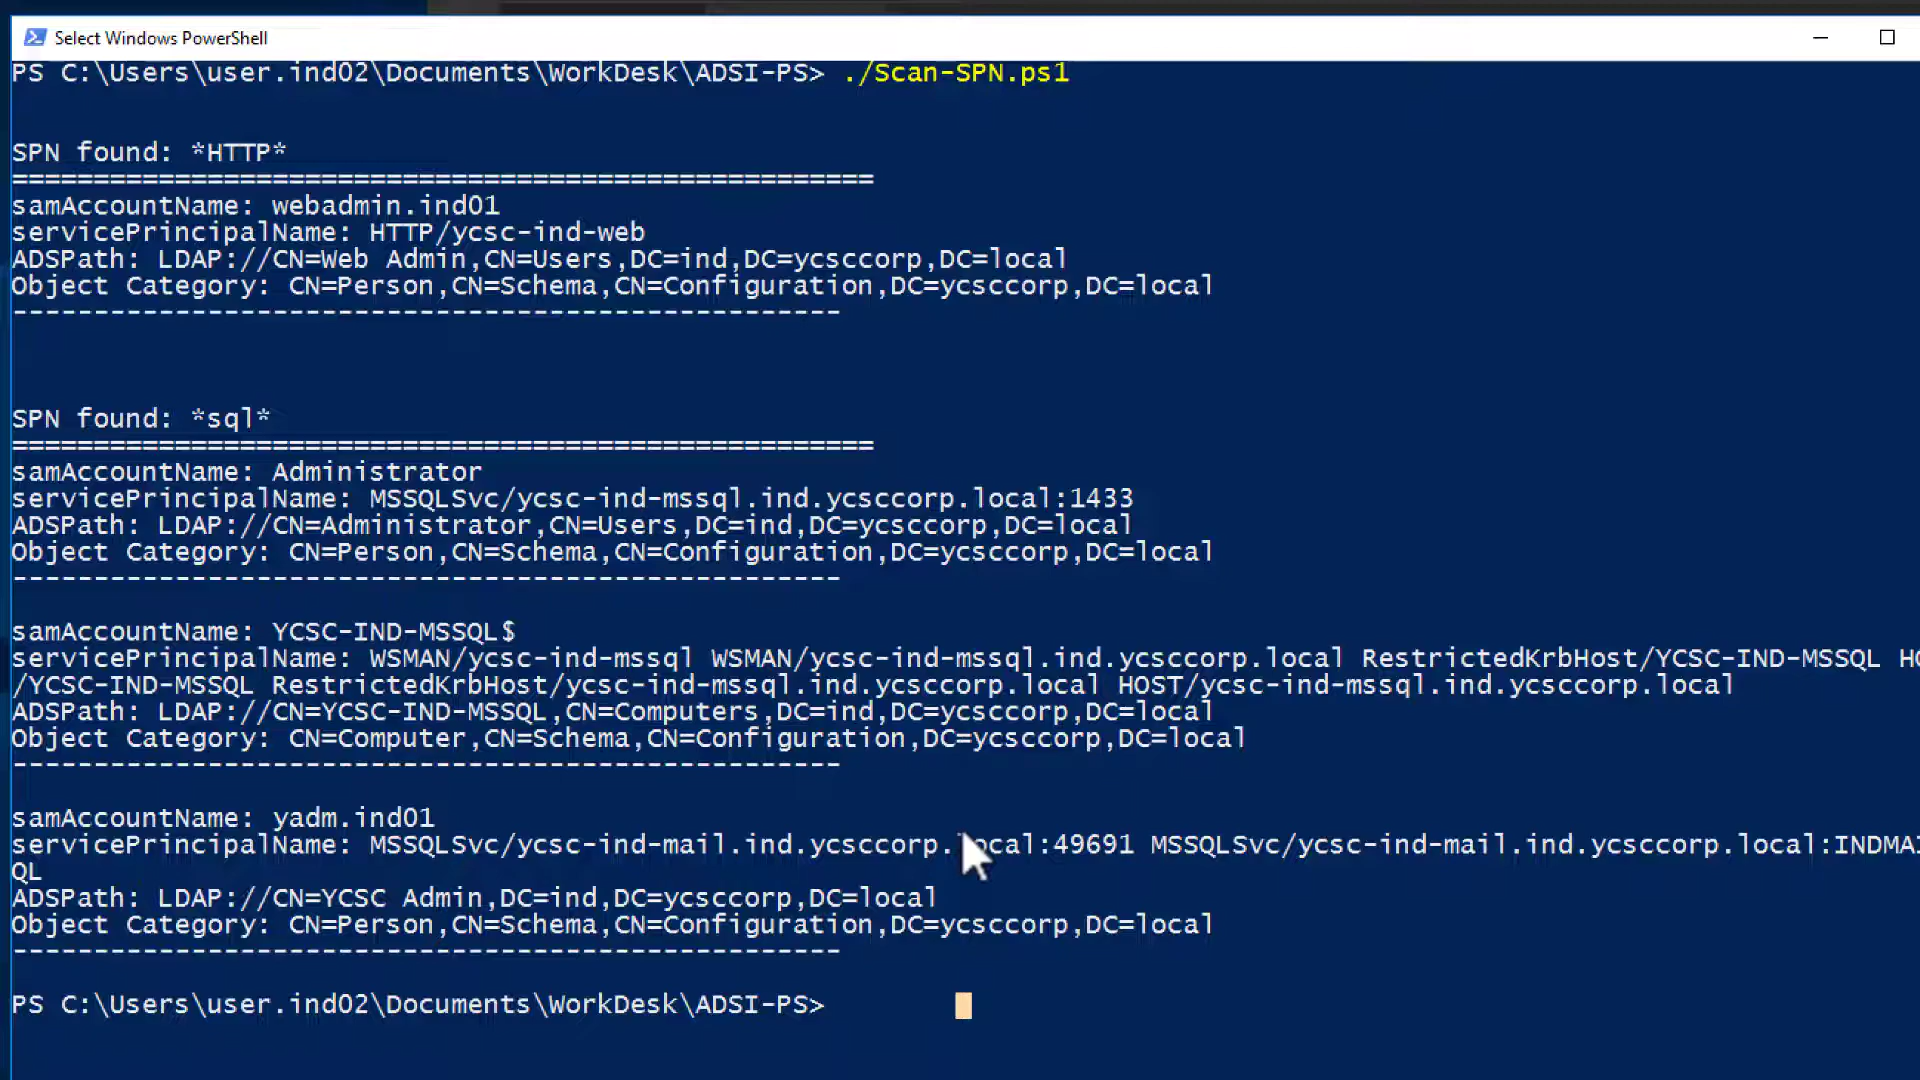 Select Windows PowerShell
PS C:\Users\user.ind02\Documents\WorkDesk\ADSI-PS> ./Scan-SPN.ps1
SPN found: *HTTP*
=====================================================
samAccountName: webadmin.ind01
servicePrincipalName: HTTP/ycsc-ind-web
ADSPath: LDAP://CN=Web Admin,CN=Users,DC=ind,DC=ycsccorp,DC=local
Object Category: CN=Person,CN=Schema,CN=Configuration,DC=ycsccorp,DC=local
---------------------------------------------------
SPN found: *sql*
=====================================================
samAccountName: Administrator
servicePrincipalName: MSSQLSvc/ycsc-ind-mssql.ind.ycsccorp.local:1433
ADSPath: LDAP://CN=Administrator,CN=Users,DC=ind,DC=ycsccorp,DC=local
Object Category: CN=Person,CN=Schema,CN=Configuration,DC=ycsccorp,DC=local
---------------------------------------------------
samAccountName: YCSC-IND-MSSQL$
servicePrincipalName: WSMAN/ycsc-ind-mssql WSMAN/ycsc-ind-mssql.ind.ycsccorp.local RestrictedKrbHost/YCSC-IND-MSSQL HO
/YCSC-IND-MSSQL RestrictedKrbHost/ycsc-ind-mssql.ind.ycsccorp.local HOST/ycsc-ind-mssql.ind.ycsccorp.local
ADSPath: LDAP://CN=YCSC-IND-MSSQL,CN=Computers,DC=ind,DC=ycsccorp,DC=local
Object Category: CN=Computer,CN=Schema,CN=Configuration,DC=ycsccorp,DC=local
---------------------------------------------------
samAccountName: yadm.ind01
servicePrincipalName: MSSQLSvc/ycsc-ind-mail.ind.ycsccorp.local:49691 MSSQLSvc/ycsc-ind-mail.ind.ycsccorp.local:INDMAI
QL
ADSPath: LDAP://CN=YCSC Admin,DC=ind,DC=ycsccorp,DC=local
Object Category: CN=Person,CN=Schema,CN=Configuration,DC=ycsccorp,DC=local
---------------------------------------------------
PS C:\Users\user.ind02\Documents\WorkDesk\ADSI-PS>